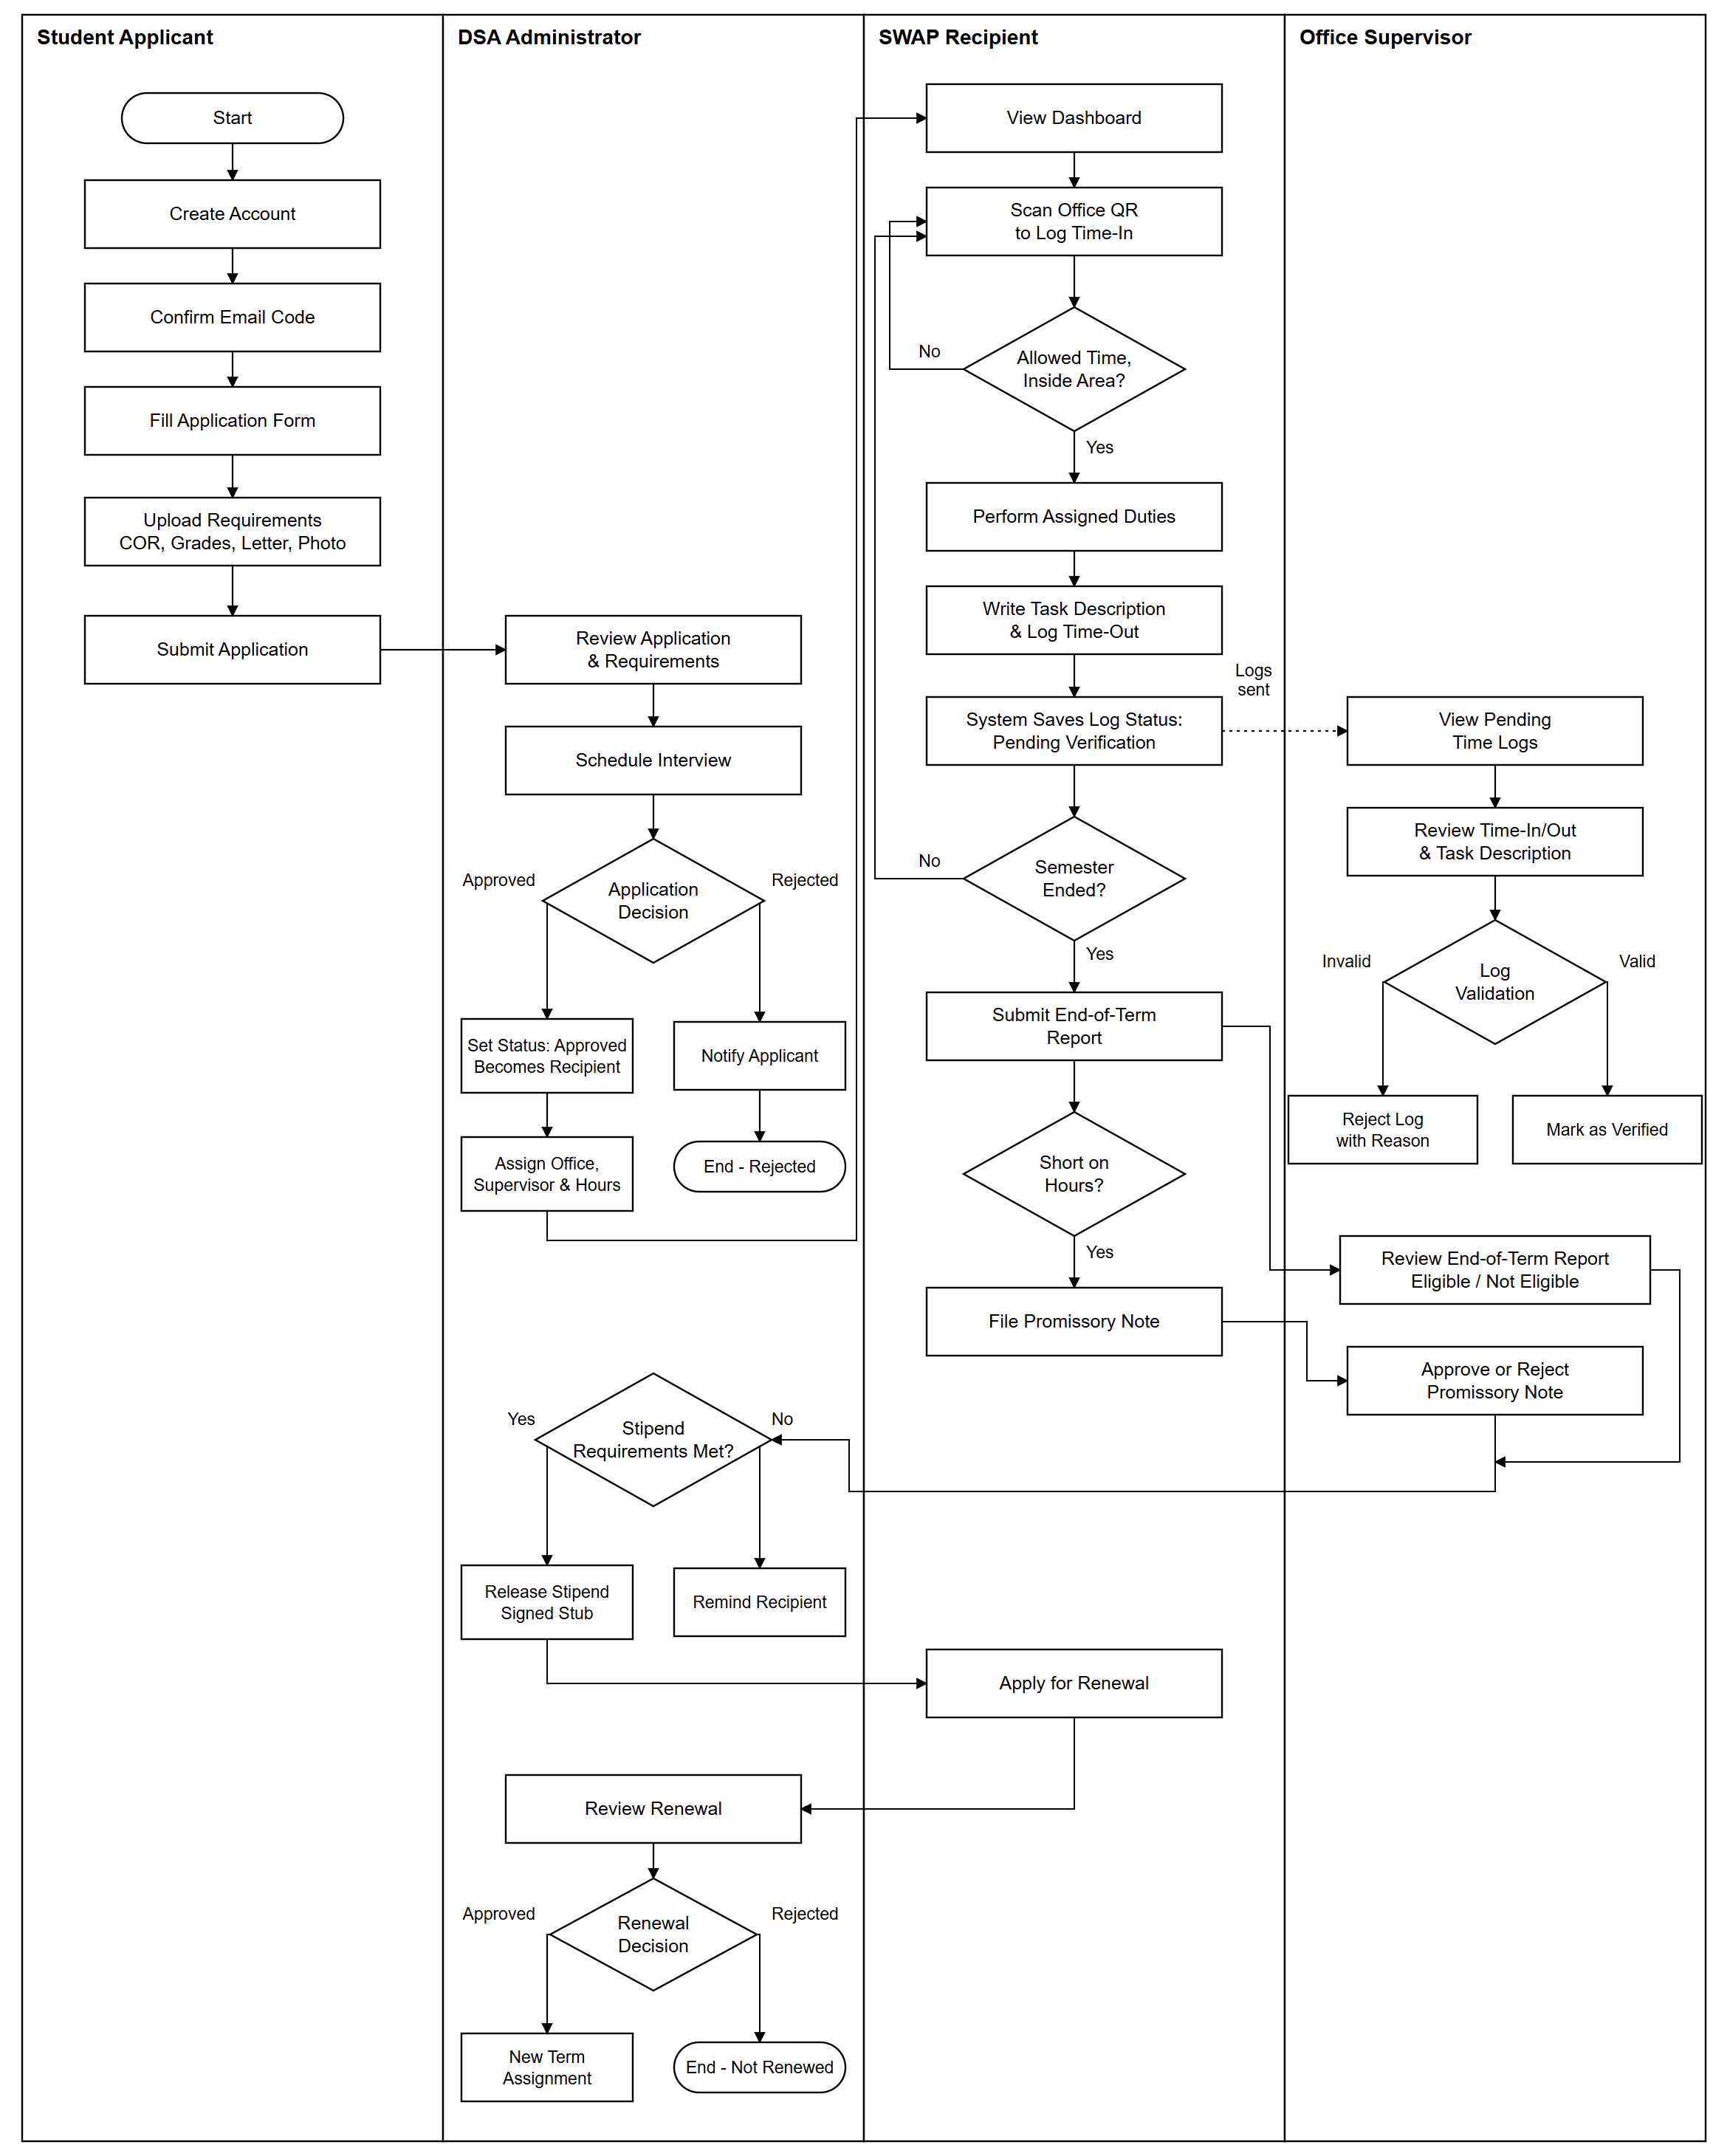 Student Applicant
DSA Administrator
SWAP Recipient
Office Supervisor
Start
Create Account
Confirm Email Code
Fill Application Form
Upload Requirements
COR, Grades, Letter, Photo
Submit Application
Review Application
& Requirements
Schedule Interview
Application
Decision
Approved
Rejected
Set Status: Approved
Becomes Recipient
Notify Applicant
Assign Office,
Supervisor & Hours
End - Rejected
View Dashboard
Scan Office QR
to Log Time-In
Allowed Time,
Inside Area?
No
Yes
Perform Assigned Duties
Write Task Description
& Log Time-Out
System Saves Log Status:
Pending Verification
Logs
sent
Semester
Ended?
No
Yes
Submit End-of-Term
Report
Short on
Hours?
Yes
File Promissory Note
View Pending
Time Logs
Review Time-In/Out
& Task Description
Log
Validation
Invalid
Valid
Reject Log
with Reason
Mark as Verified
Review End-of-Term Report
Eligible / Not Eligible
Approve or Reject
Promissory Note
Stipend
Requirements Met?
Yes
No
Release Stipend
Signed Stub
Remind Recipient
Apply for Renewal
Review Renewal
Renewal
Decision
Approved
Rejected
New Term
Assignment
End - Not Renewed